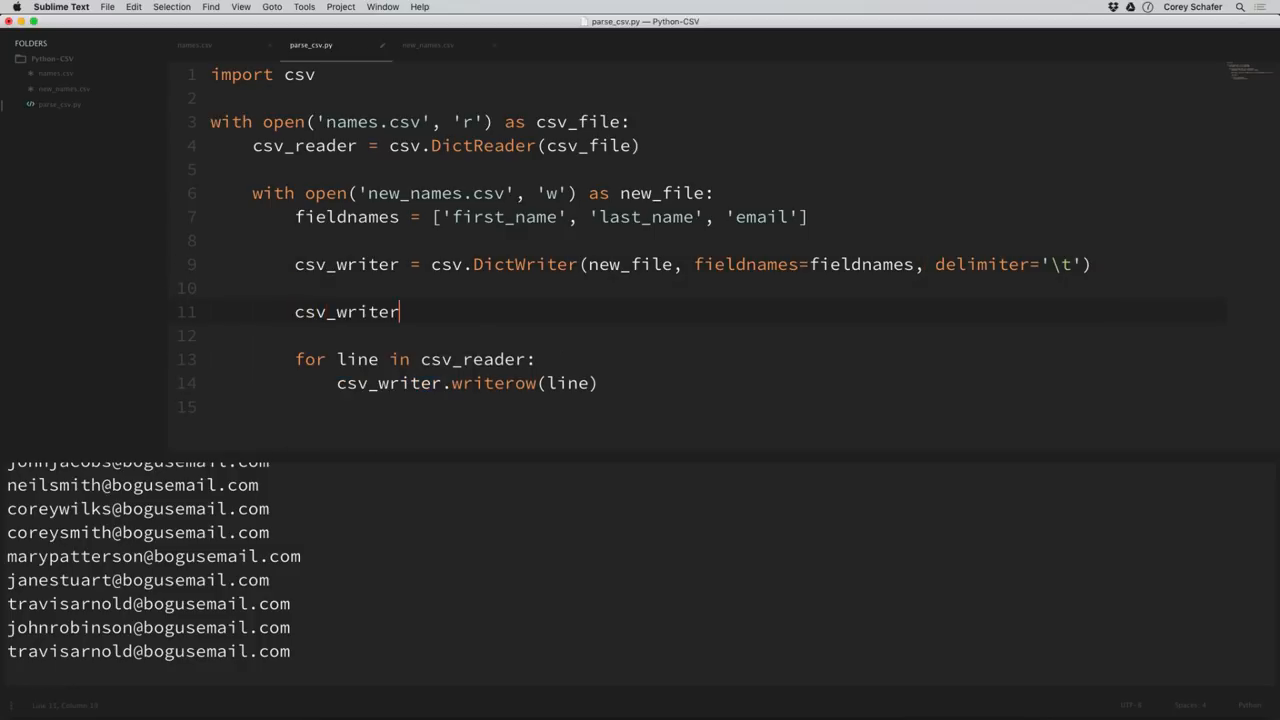 Sublime Text File Edit Selection Find View Goto Tools Project Window Help Corey Schafer
parse_csv.py — Python-CSV
FOLDERS
Python-CSV
names.csv
new_names.csv
parse_csv.py
names.csv parse_csv.py new_names.csv
1 import csv
2
3 with open('names.csv', 'r') as csv_file:
4 csv_reader = csv.DictReader(csv_file)
5
6 with open('new_names.csv', 'w') as new_file:
7 fieldnames = ['first_name', 'last_name', 'email']
8
9 csv_writer = csv.DictWriter(new_file, fieldnames=fieldnames, delimiter='\t')
10
11 csv_writer
12
13 for line in csv_reader:
14 csv_writer.writerow(line)
15
johnjacobs@bogusemail.com
neilsmith@bogusemail.com
coreywilks@bogusemail.com
coreysmith@bogusemail.com
marypatterson@bogusemail.com
janestuart@bogusemail.com
travisarnold@bogusemail.com
johnrobinson@bogusemail.com
travisarnold@bogusemail.com
UTF-8 Spaces: 4 Python